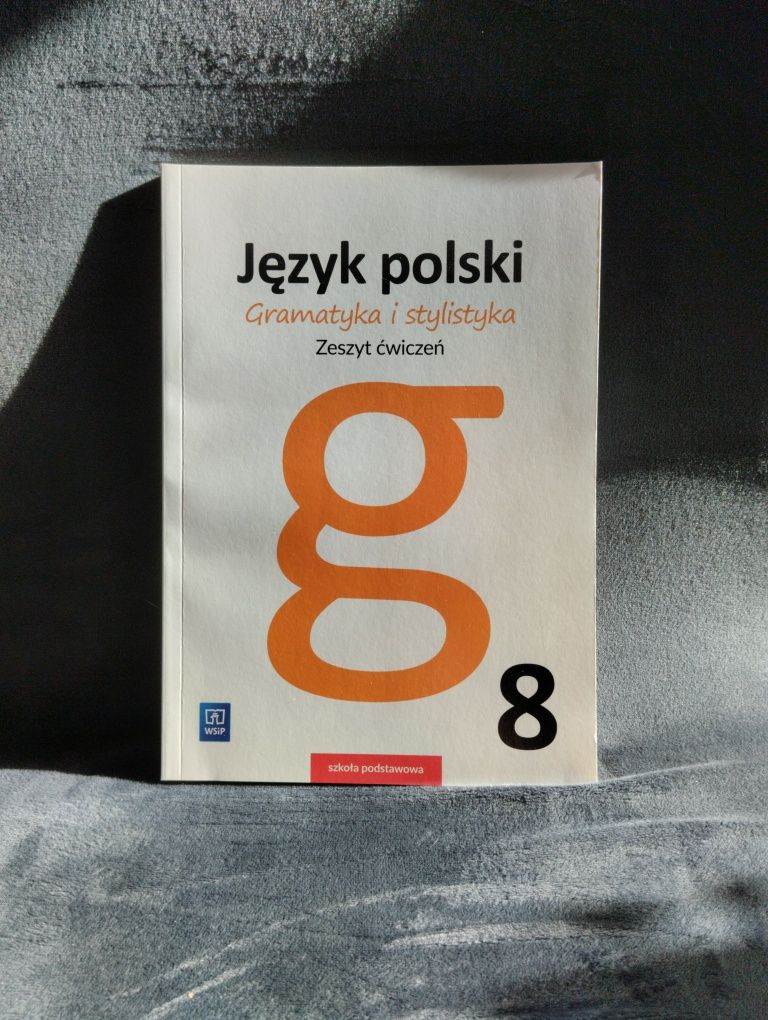 Język polski
Gramatyka i stylistyka
Zeszyt ćwiczeń
g
8
WSiP
szkoła podstawowa